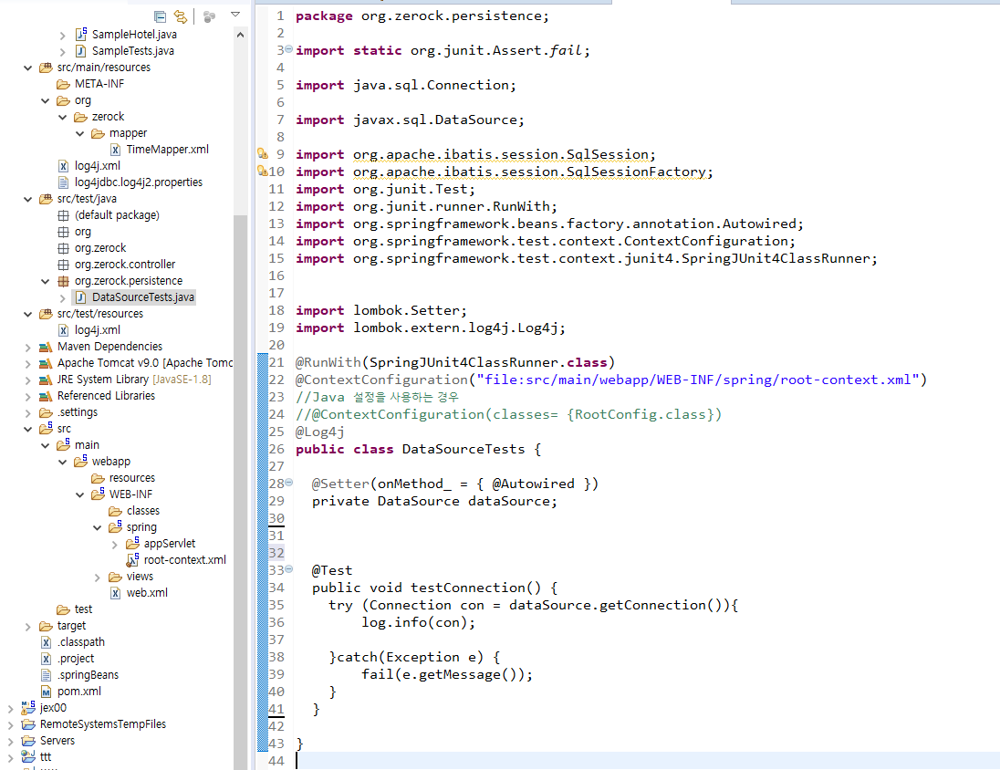 SampleHotel.java
SampleTests.java
src/main/resources
META-INF
org
zerock
mapper
TimeMapper.xml
log4j.xml
log4jdbc.log4j2.properties
src/test/java
(default package)
org
org.zerock
org.zerock.controller
org.zerock.persistence
DataSourceTests.java
src/test/resources
log4j.xml
Maven Dependencies
Apache Tomcat v9.0 [Apache Tomc
JRE System Library [JavaSE-1.8]
Referenced Libraries
.settings
src
main
webapp
resources
WEB-INF
classes
spring
appServlet
root-context.xml
views
web.xml
test
target
.classpath
.project
.springBeans
pom.xml
jex00
RemoteSystemsTempFiles
Servers
ttt
1 package org.zerock.persistence;
2
3 import static org.junit.Assert.fail;
4
5 import java.sql.Connection;
6
7 import javax.sql.DataSource;
8
9 import org.apache.ibatis.session.SqlSession;
10 import org.apache.ibatis.session.SqlSessionFactory;
11 import org.junit.Test;
12 import org.junit.runner.RunWith;
13 import org.springframework.beans.factory.annotation.Autowired;
14 import org.springframework.test.context.ContextConfiguration;
15 import org.springframework.test.context.junit4.SpringJUnit4ClassRunner;
16
17
18 import lombok.Setter;
19 import lombok.extern.log4j.Log4j;
20
21 @RunWith(SpringJUnit4ClassRunner.class)
22 @ContextConfiguration("file:src/main/webapp/WEB-INF/spring/root-context.xml")
23 //Java 설정을 사용하는 경우
24 //@ContextConfiguration(classes= {RootConfig.class})
25 @Log4j
26 public class DataSourceTests {
27
28 @Setter(onMethod_ = { @Autowired })
29 private DataSource dataSource;
30
31
32
33 @Test
34 public void testConnection() {
35 try (Connection con = dataSource.getConnection()){
36 log.info(con);
37
38 }catch(Exception e) {
39 fail(e.getMessage());
40 }
41 }
42
43 }
44